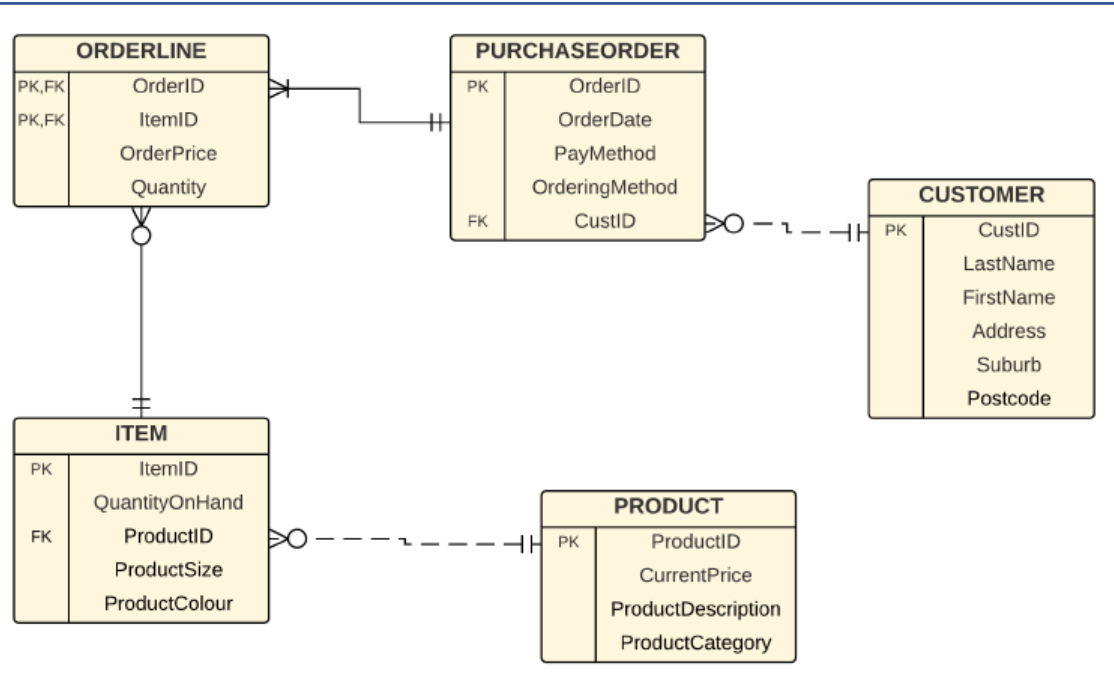 ORDERLINE
PK,FK OrderID
PK,FK ItemID
OrderPrice
Quantity
PURCHASEORDER
PK OrderID
OrderDate
PayMethod
OrderingMethod
FK CustID
CUSTOMER
PK CustID
LastName
FirstName
Address
Suburb
Postcode
ITEM
PK ItemID
QuantityOnHand
FK ProductID
ProductSize
ProductColour
PRODUCT
PK ProductID
CurrentPrice
ProductDescription
ProductCategory